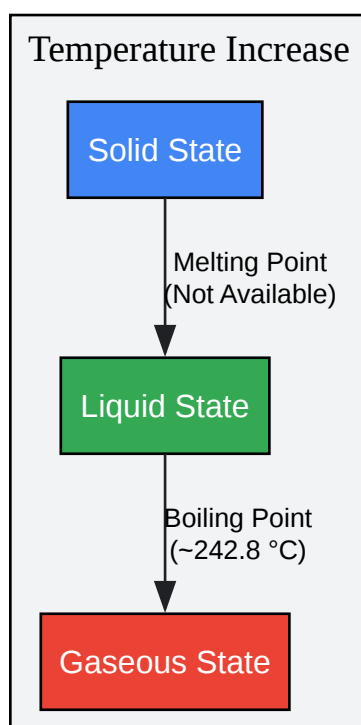 Temperature Increase
Solid State
Melting Point
(Not Available)
Liquid State
Boiling Point
(~242.8 °C)
Gaseous State